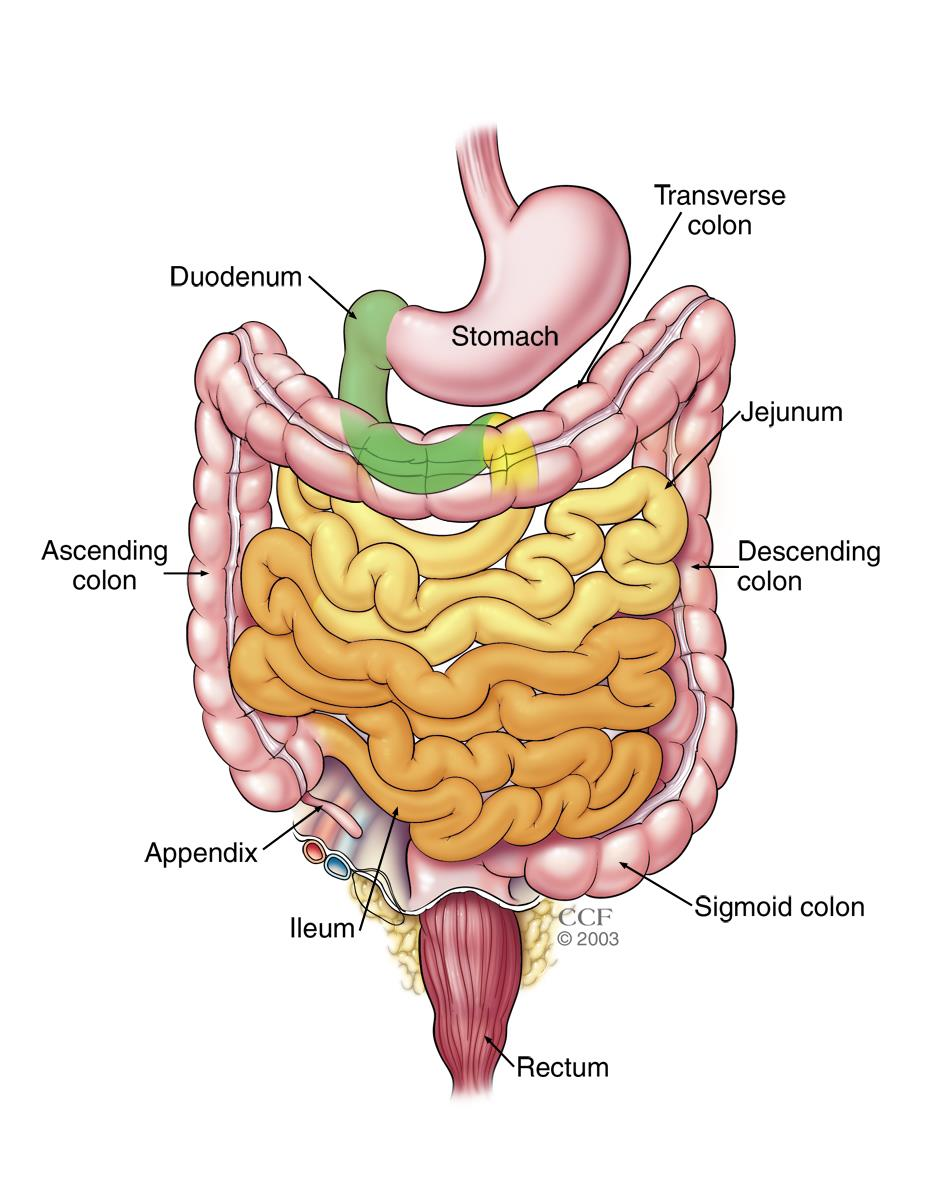 Transverse
colon
Duodenum
Stomach
Jejunum
Ascending
colon
Descending
colon
Appendix
Ileum
Sigmoid colon
CCF
© 2003
Rectum